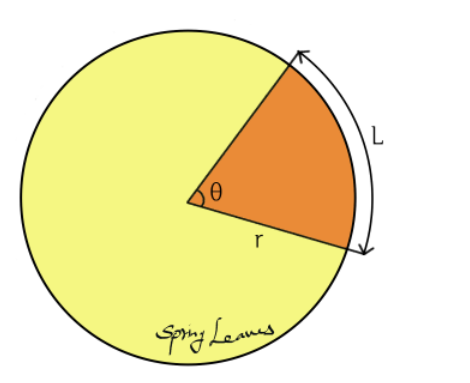 L
θ
r
Spring Leaves